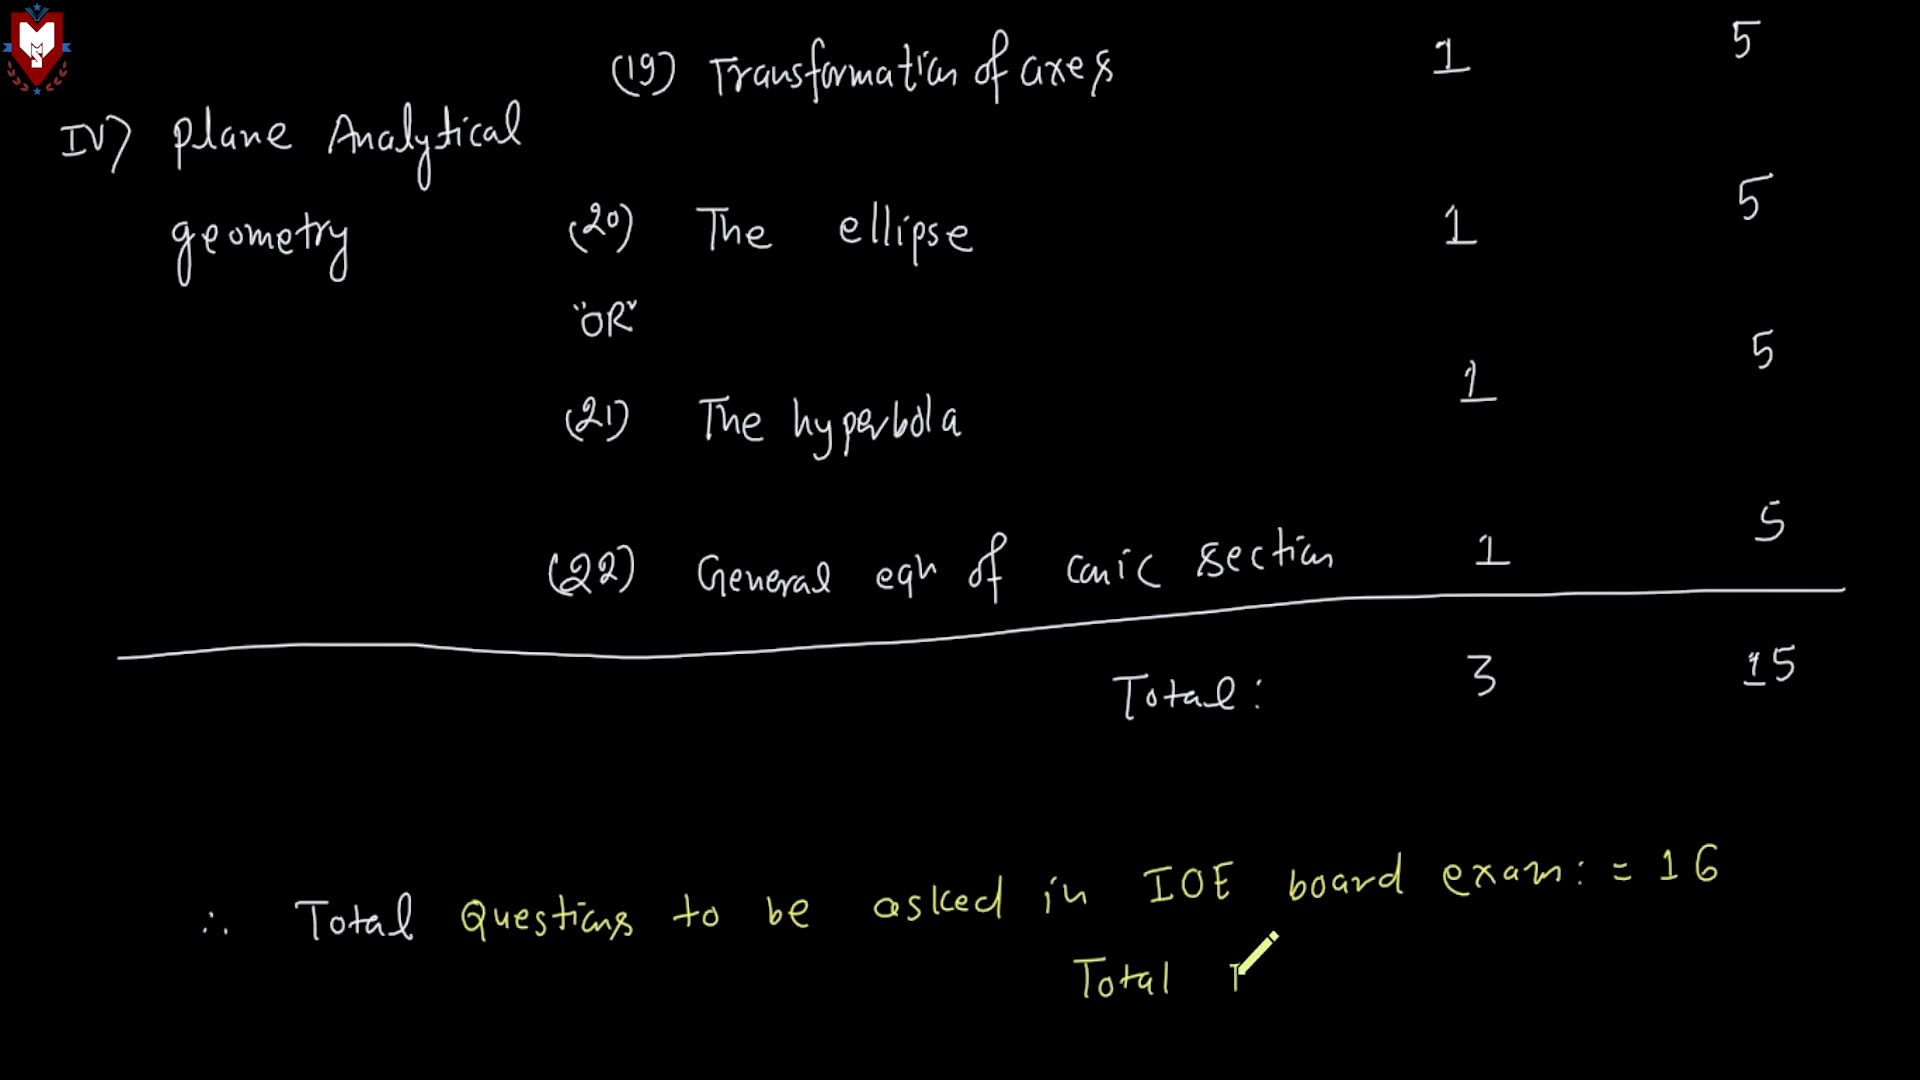 (19) Transformation of axes 1 5
IV) plane Analytical
geometry
(20) The ellipse 1 5
"OR"
(21) The hyperbola 1 5
(22) General eqn of conic section 1 5
Total: 3 15
∴ Total Questions to be asked in IOE board exam: = 16
Total